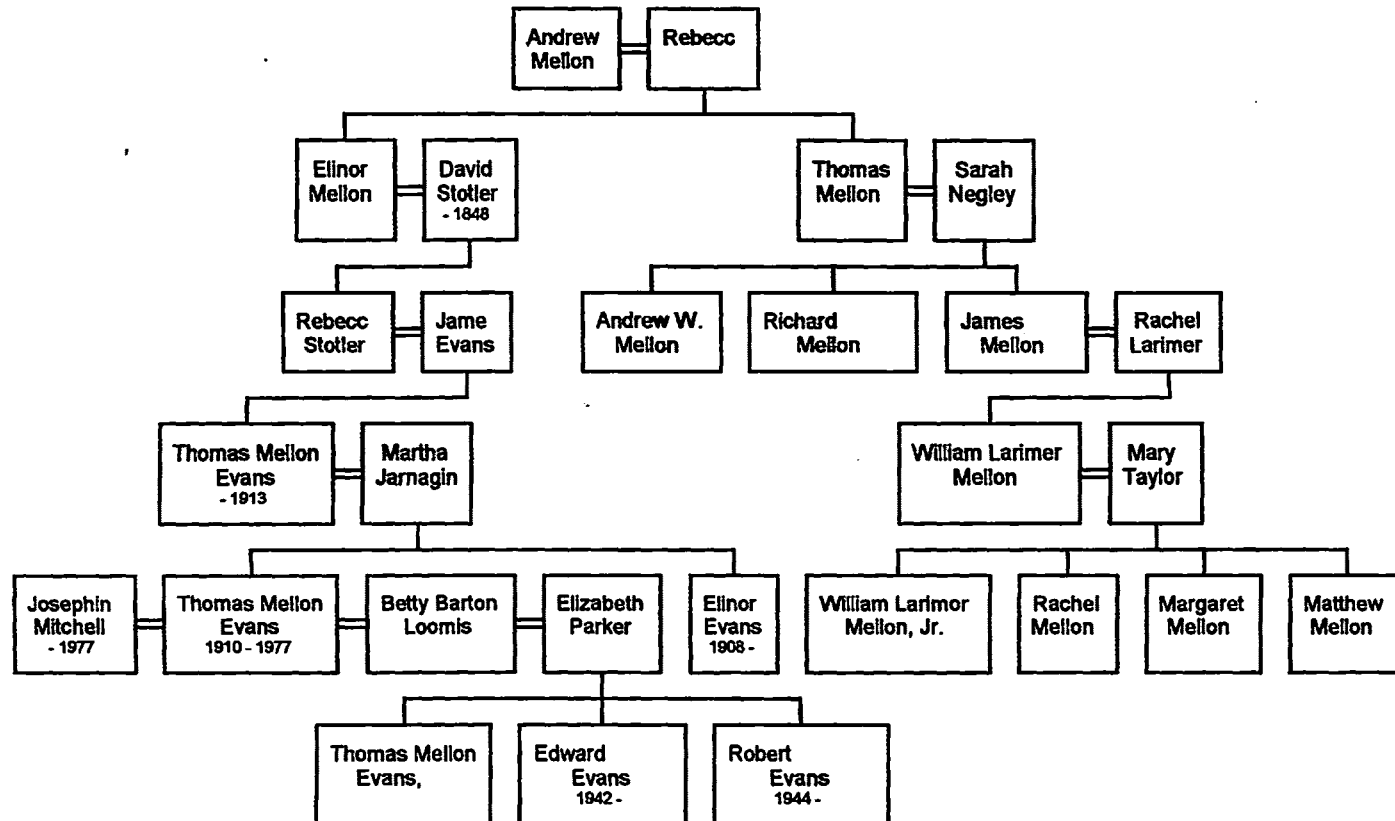 Andrew
Mellon
Rebecc
Elinor
Mellon
David
Stotler
- 1848
Thomas
Mellon
Sarah
Negley
Rebecc
Stotler
Jame
Evans
Andrew W.
Mellon
Richard
Mellon
James
Mellon
Rachel
Larimer
Thomas Mellon
Evans
- 1913
Martha
Jarnagin
William Larimer
Mellon
Mary
Taylor
Josephin
Mitchell
- 1977
Thomas Mellon
Evans
1910 - 1977
Betty Barton
Loomis
Elizabeth
Parker
Elinor
Evans
1908 -
William Larimor
Mellon, Jr.
Rachel
Mellon
Margaret
Mellon
Matthew
Mellon
Thomas Mellon
Evans,
Edward
Evans
1942 -
Robert
Evans
1944 -